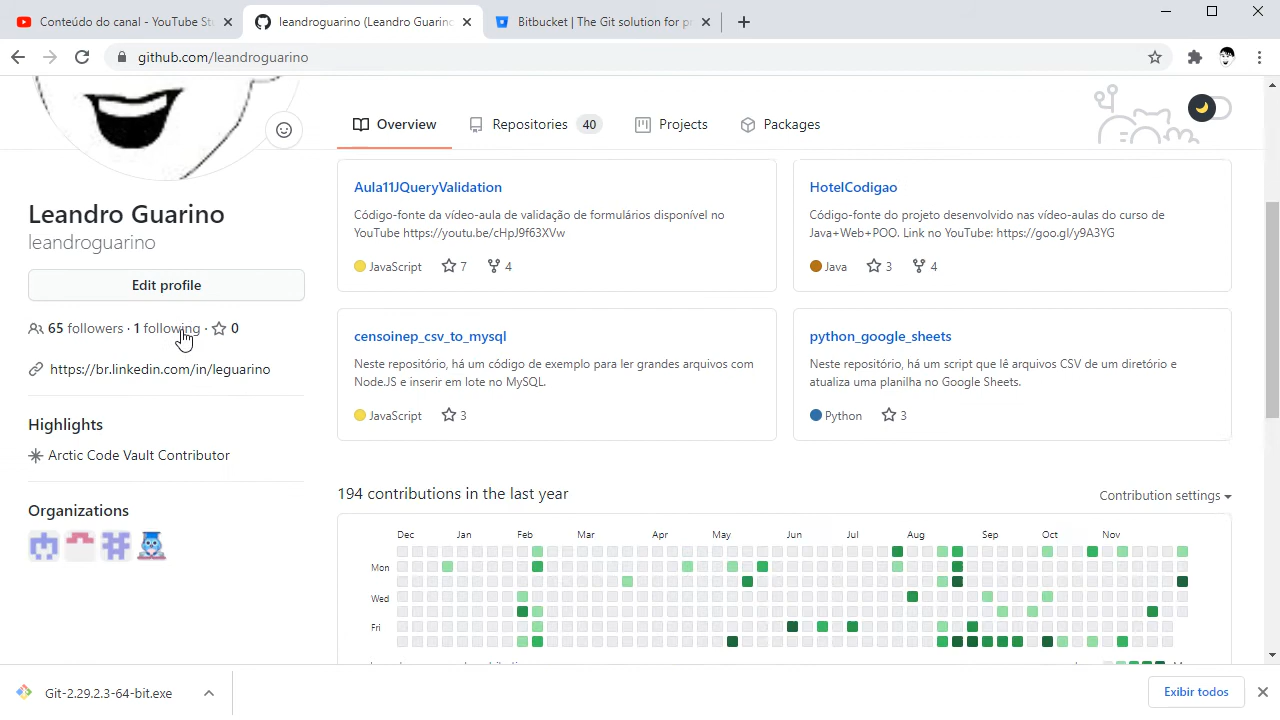 Conteúdo do canal - YouTube St
leandroguarino (Leandro Guarino
Bitbucket | The Git solution for p
github.com/leandroguarino
Overview
Repositories 40
Projects
Packages
Leandro Guarino
leandroguarino
Edit profile
65 followers · 1 following · 0
https://br.linkedin.com/in/leguarino
Highlights
Arctic Code Vault Contributor
Organizations
Aula11JQueryValidation
Código-fonte da vídeo-aula de validação de formulários disponível no
YouTube https://youtu.be/cHpJ9f63XVw
JavaScript 7 4
HotelCodigao
Código-fonte do projeto desenvolvido nas vídeo-aulas do curso de
Java+Web+POO. Link no YouTube: https://goo.gl/y9A3YG
Java 3 4
censoinep_csv_to_mysql
Neste repositório, há um código de exemplo para ler grandes arquivos com
Node.JS e inserir em lote no MySQL.
JavaScript 3
python_google_sheets
Neste repositório, há um script que lê arquivos CSV de um diretório e
atualiza uma planilha no Google Sheets.
Python 3
194 contributions in the last year
Contribution settings
Dec Jan Feb Mar Apr May Jun Jul Aug Sep Oct Nov
Mon
Wed
Fri
Git-2.29.2.3-64-bit.exe
Exibir todos